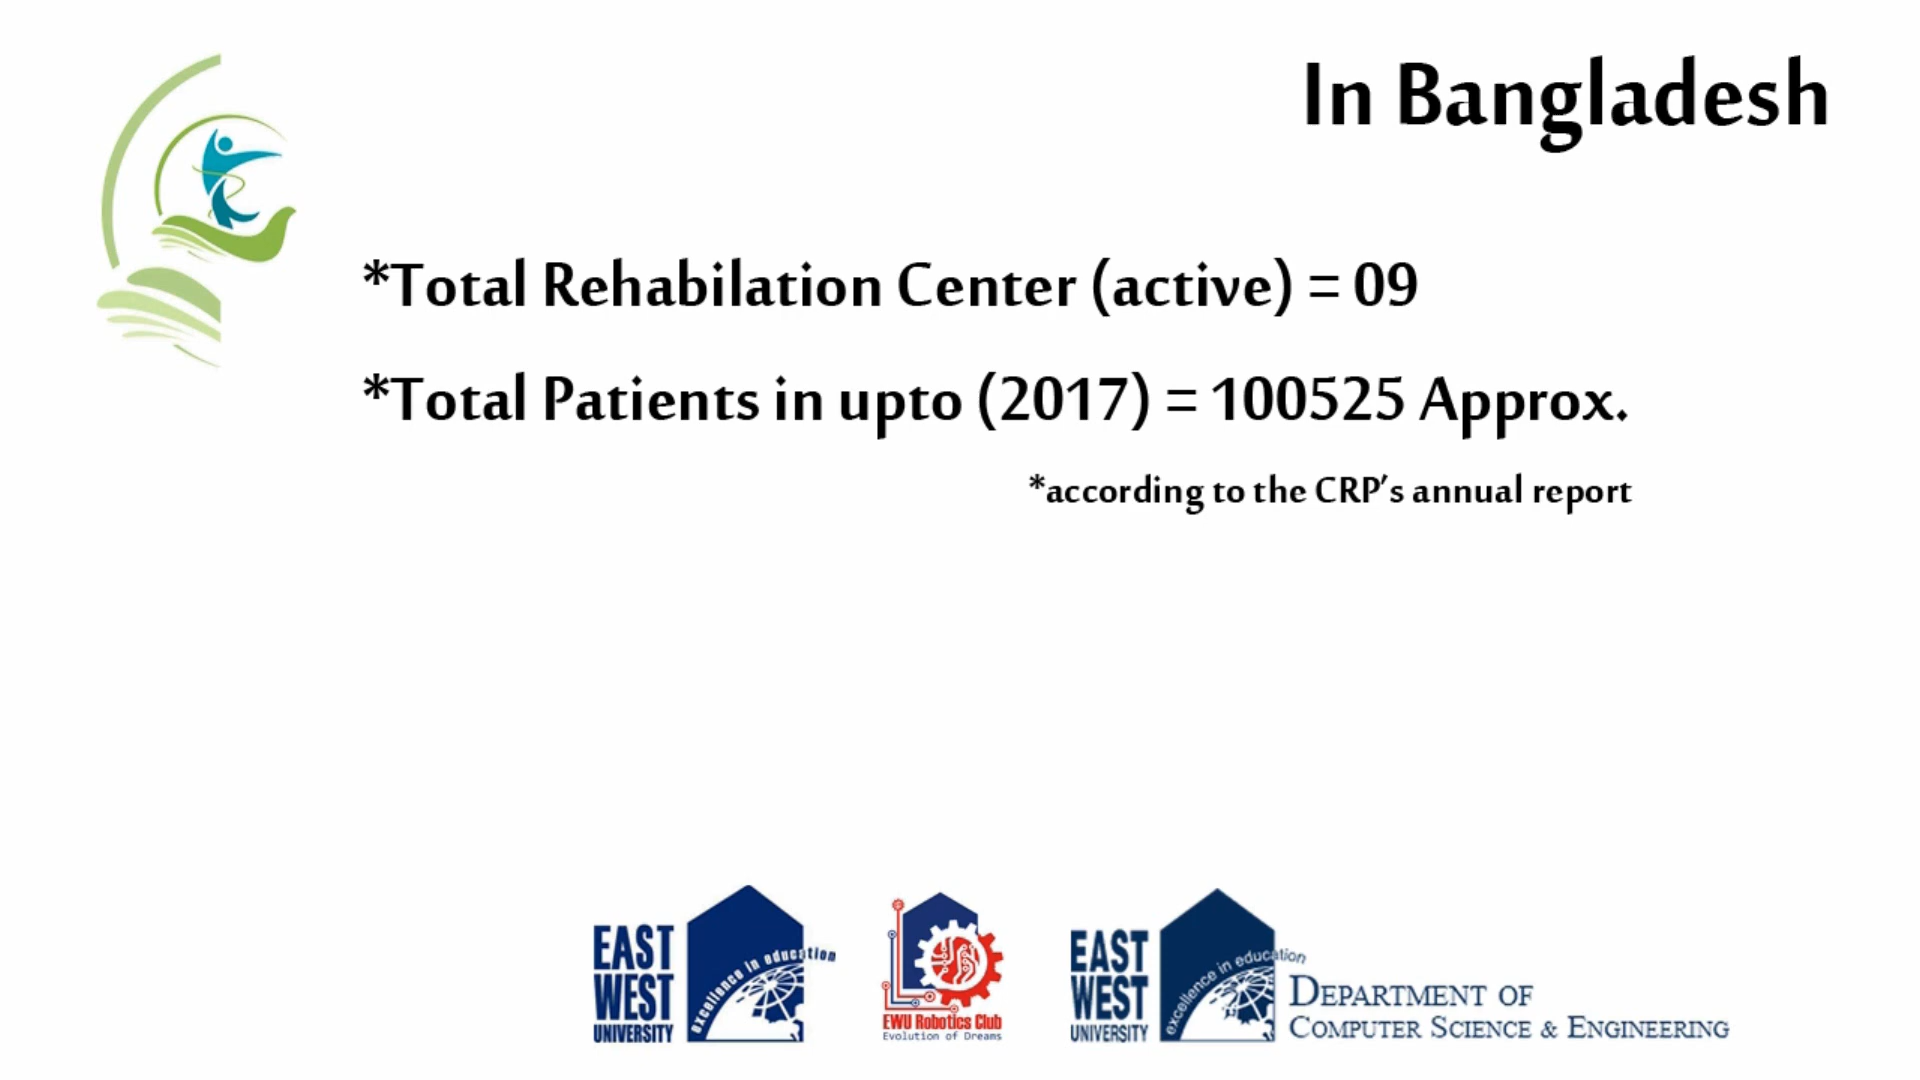 In Bangladesh
*Total Rehabilation Center (active) = 09
*Total Patients in upto (2017) = 100525 Approx.
*according to the CRP’s annual report
EAST
WEST
UNIVERSITY
excellence in education
EWU Robotics Club
Evolution of Dreams
EAST
WEST
UNIVERSITY
excellence in education
DEPARTMENT OF
COMPUTER SCIENCE & ENGINEERING